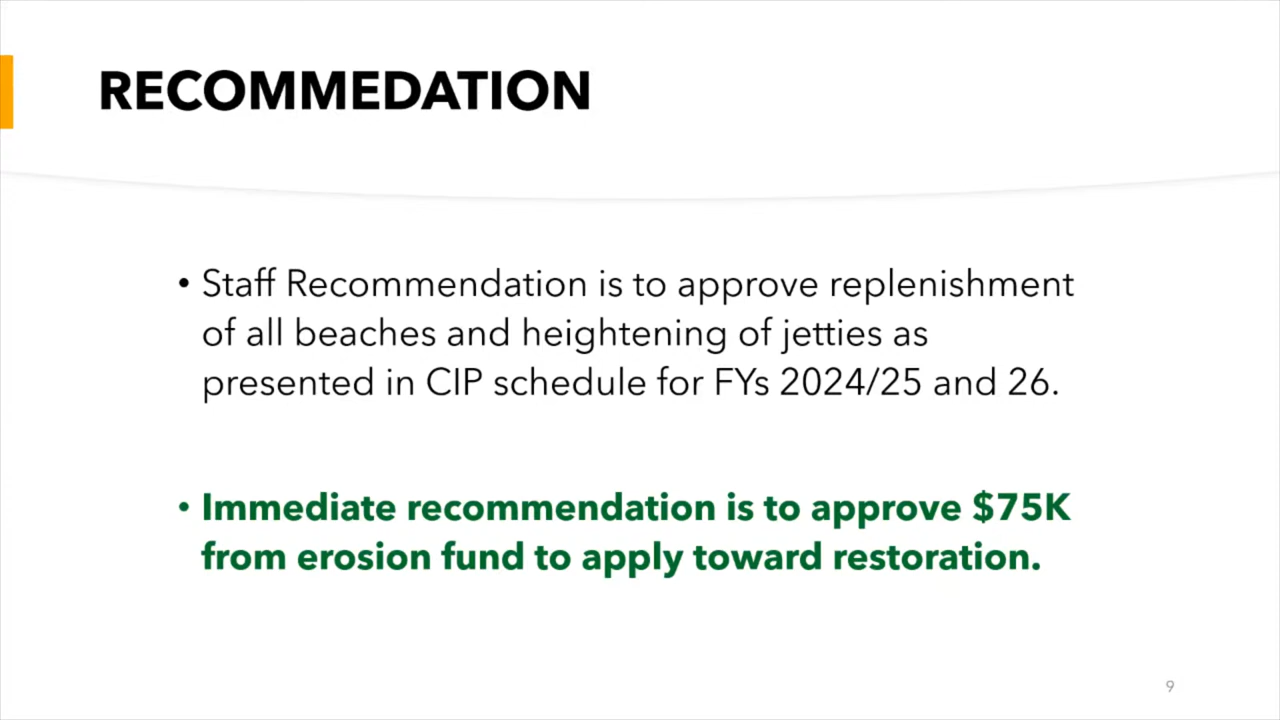 RECOMMEDATION
• Staff Recommendation is to approve replenishment
of all beaches and heightening of jetties as
presented in CIP schedule for FYs 2024/25 and 26.
• Immediate recommendation is to approve $75K
from erosion fund to apply toward restoration.
9